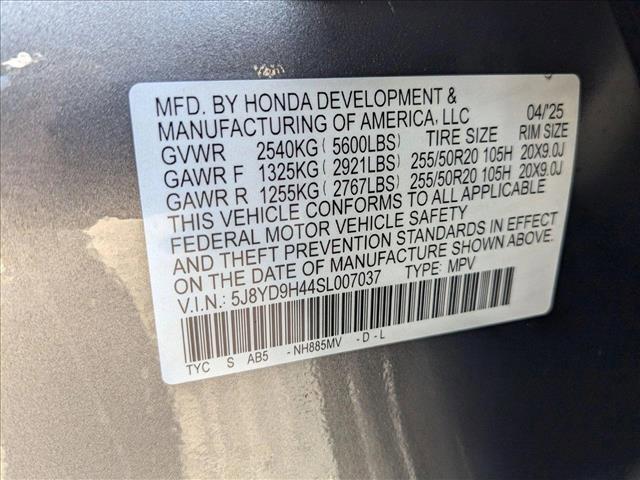 MFD. BY HONDA DEVELOPMENT &
MANUFACTURING OF AMERICA, LLC 04/'25
GVWR 2540KG (5600LBS) TIRE SIZE RIM SIZE
GAWR F 1325KG (2921LBS) 255/50R20 105H 20X9.0J
GAWR R 1255KG (2767LBS) 255/50R20 105H 20X9.0J
THIS VEHICLE CONFORMS TO ALL APPLICABLE
FEDERAL MOTOR VEHICLE SAFETY
AND THEFT PREVENTION STANDARDS IN EFFECT
ON THE DATE OF MANUFACTURE SHOWN ABOVE.
V.I.N.: 5J8YD9H44SL007037 TYPE: MPV
TYC S AB5 -NH885MV -D-L